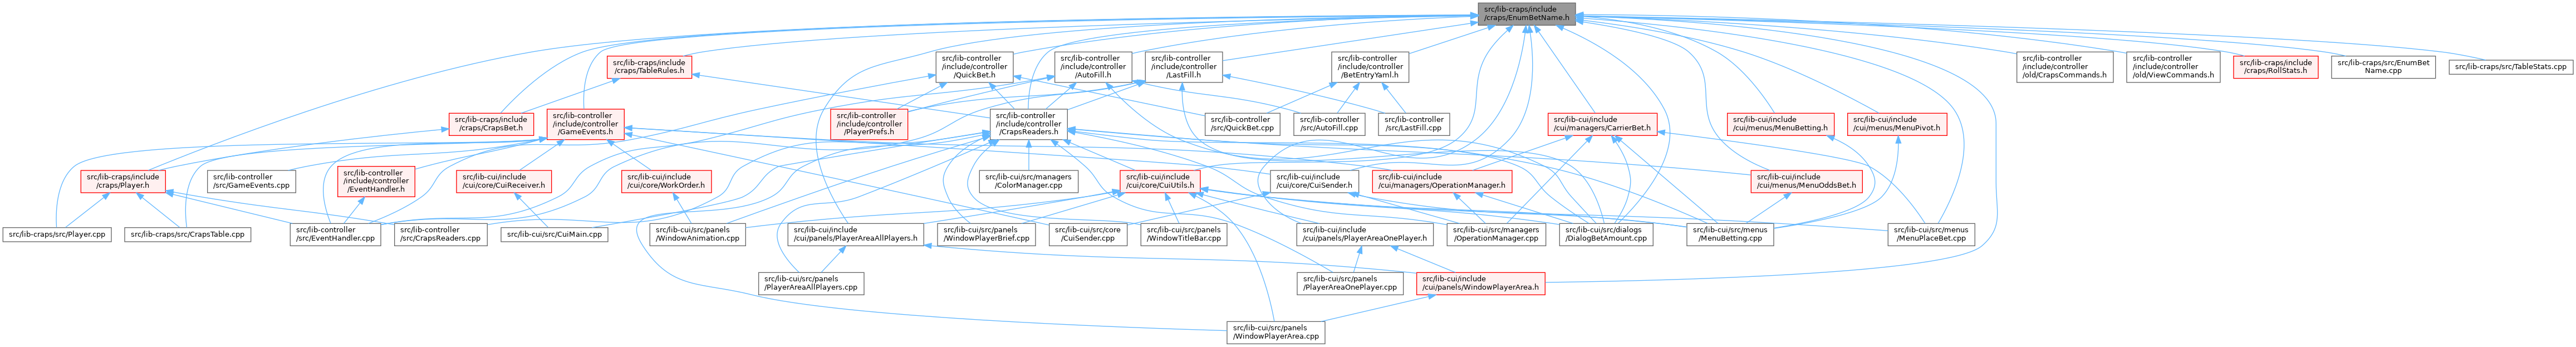 src/lib-craps/include
/craps/EnumBetName.h
src/lib-craps/include
/craps/TableRules.h
src/lib-controller
include/controller
/QuickBet.h
src/lib-controller
/include/controller
/AutoFill.h
src/lib-controller
/include/controller
/LastFill.h
src/lib-controller
/include/controller
/BetEntryYaml.h
src/lib-controller
/include/controller
/old/CrapsCommands.h
src/lib-controller
/include/controller
/old/ViewCommands.h
src/lib-craps/include
/craps/RollStats.h
src/lib-craps/src/EnumBet
Name.cpp
src/lib-craps/src/TableStats.cpp
src/lib-craps/include
/craps/CrapsBet.h
src/lib-controller
/include/controller
/GameEvents.h
src/lib-controller
/include/controller
/PlayerPrefs.h
src/lib-controller
/include/controller
/CrapsReaders.h
src/lib-controller
/src/QuickBet.cpp
src/lib-controller
/src/AutoFill.cpp
src/lib-controller
/src/LastFill.cpp
src/lib-cui/include
/cui/managers/CarrierBet.h
src/lib-cui/include
/cui/menus/MenuBetting.h
src/lib-cui/include
/cui/menus/MenuPivot.h
src/lib-craps/include
/craps/Player.h
src/lib-controller
/src/GameEvents.cpp
src/lib-controller
/include/controller
/EventHandler.h
src/lib-cui/include
/cui/core/CuiReceiver.h
src/lib-cui/include
/cui/core/WorkOrder.h
src/lib-cui/src/managers
/ColorManager.cpp
src/lib-cui/include
/cui/core/CuiUtils.h
src/lib-cui/include
/cui/core/CuiSender.h
src/lib-cui/include
/cui/managers/OperationManager.h
src/lib-cui/include
/cui/menus/MenuOddsBet.h
src/lib-craps/src/Player.cpp
src/lib-craps/src/CrapsTable.cpp
src/lib-controller
/src/EventHandler.cpp
src/lib-controller
/src/CrapsReaders.cpp
src/lib-cui/src/CuiMain.cpp
src/lib-cui/src/panels
/WindowAnimation.cpp
src/lib-cui/include
/cui/panels/PlayerAreaAllPlayers.h
src/lib-cui/src/panels
/WindowPlayerBrief.cpp
src/lib-cui/src/core
/CuiSender.cpp
src/lib-cui/src/panels
/WindowTitleBar.cpp
src/lib-cui/include
/cui/panels/PlayerAreaOnePlayer.h
src/lib-cui/src/managers
/OperationManager.cpp
src/lib-cui/src/dialogs
/DialogBetAmount.cpp
src/lib-cui/src/menus
/MenuBetting.cpp
src/lib-cui/src/menus
/MenuPlaceBet.cpp
src/lib-cui/src/panels
/PlayerAreaAllPlayers.cpp
src/lib-cui/src/panels
/PlayerAreaOnePlayer.cpp
src/lib-cui/include
/cui/panels/WindowPlayerArea.h
src/lib-cui/src/panels
/WindowPlayerArea.cpp